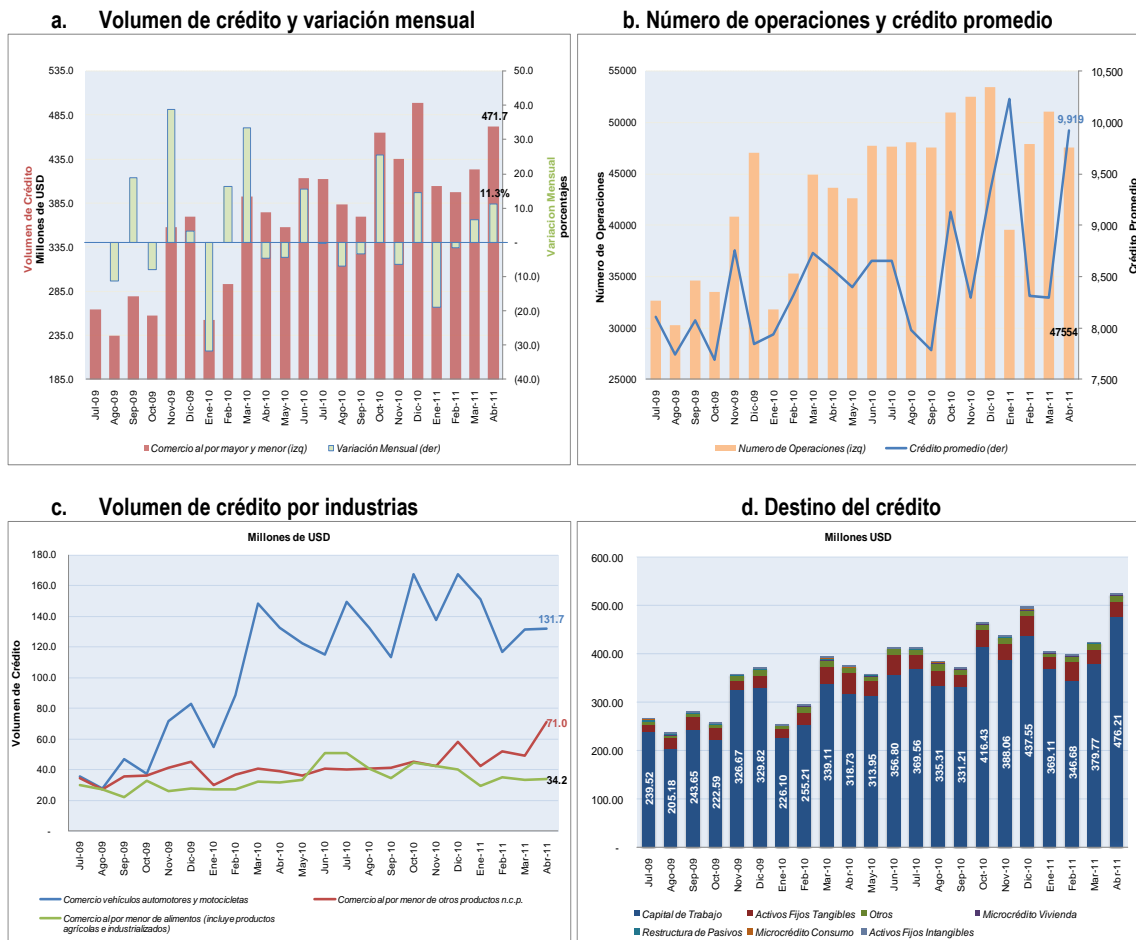 a. Volumen de crédito y variación mensual
535.0
485.0
435.0
385.0
335.0
285.0
235.0
185.0
Volumen de Crédito
Millones de USD
50.0
40.0
30.0
20.0
10.0
-
(10.0)
(20.0)
(30.0)
(40.0)
Variacion Mensual
porcentajes
471.7
11.3%
Jul-09
Ago-09
Sep-09
Oct-09
Nov-09
Dic-09
Ene-10
Feb-10
Mar-10
Abr-10
May-10
Jun-10
Jul-10
Ago-10
Sep-10
Oct-10
Nov-10
Dic-10
Ene-11
Feb-11
Mar-11
Abr-11
Comercio al por mayor y menor (izq)
Variación Mensual (der)
b. Número de operaciones y crédito promedio
55000
50000
45000
40000
35000
30000
25000
Número de Operaciones
10,500
10,000
9,500
9,000
8,500
8,000
7,500
Crédito Promedio
9,919
47554
Jul-09
Ago-09
Sep-09
Oct-09
Nov-09
Dic-09
Ene-10
Feb-10
Mar-10
Abr-10
May-10
Jun-10
Jul-10
Ago-10
Sep-10
Oct-10
Nov-10
Dic-10
Ene-11
Feb-11
Mar-11
Abr-11
Numero de Operaciones (izq)
Crédito promedio (der)
c. Volumen de crédito por industrias
Millones de USD
180.0
160.0
140.0
120.0
100.0
80.0
60.0
40.0
20.0
-
Volumen de Crédito
131.7
71.0
34.2
Jul-09
Ago-09
Sep-09
Oct-09
Nov-09
Dic-09
Ene-10
Feb-10
Mar-10
Abr-10
May-10
Jun-10
Jul-10
Ago-10
Sep-10
Oct-10
Nov-10
Dic-10
Ene-11
Feb-11
Mar-11
Abr-11
Comercio vehículos automotores y motocicletas
Comercio al por menor de otros productos n.c.p.
Comercio al por menor de alimentos (incluye productos
agrícolas e industrializados)
d. Destino del crédito
Millones USD
600.00
500.00
400.00
300.00
200.00
100.00
-
239.52
205.18
243.65
222.59
326.67
329.82
226.10
255.21
339.11
318.73
313.95
356.80
369.56
335.31
331.21
416.43
388.06
437.55
369.11
346.68
379.77
476.21
Jul-09
Ago-09
Sep-09
Oct-09
Nov-09
Dic-09
Ene-10
Feb-10
Mar-10
Abr-10
May-10
Jun-10
Jul-10
Ago-10
Sep-10
Oct-10
Nov-10
Dic-10
Ene-11
Feb-11
Mar-11
Abr-11
Capital de Trabajo
Activos Fijos Tangibles
Otros
Microcrédito Vivienda
Restructura de Pasivos
Microcrédito Consumo
Activos Fijos Intangibles